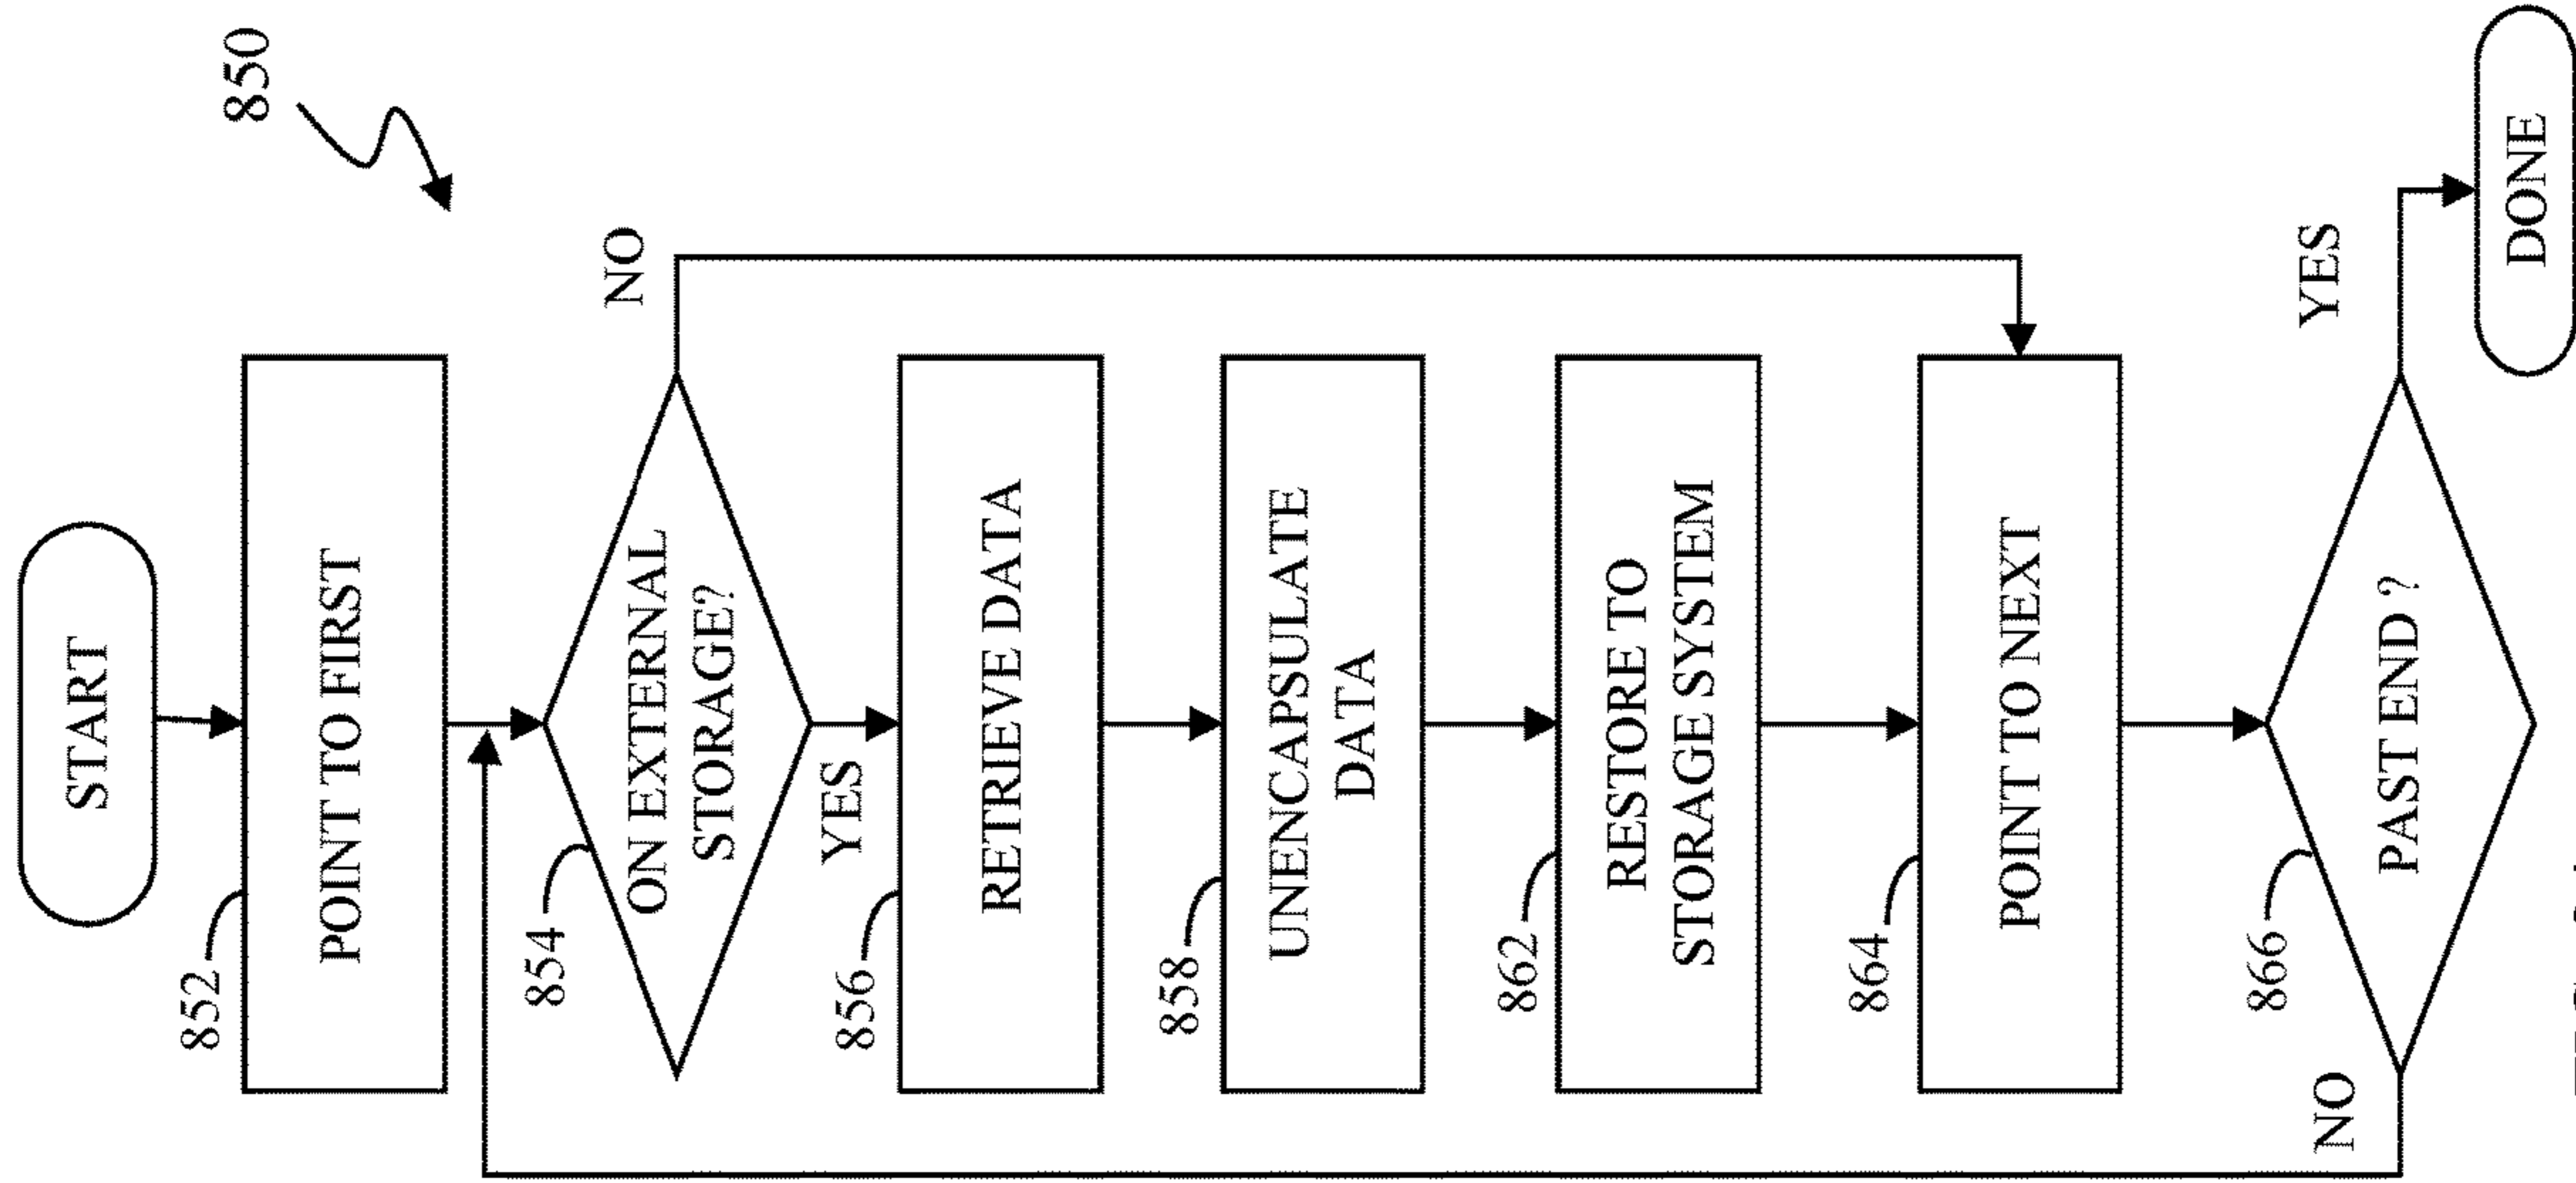 850
START
852
POINT TO FIRST
854
ON EXTERNAL
STORAGE?
NO
YES
856
RETRIEVE DATA
858
UNENCAPSULATE
DATA
862
RESTORE TO
STORAGE SYSTEM
864
POINT TO NEXT
866
PAST END ?
NO
YES
DONE